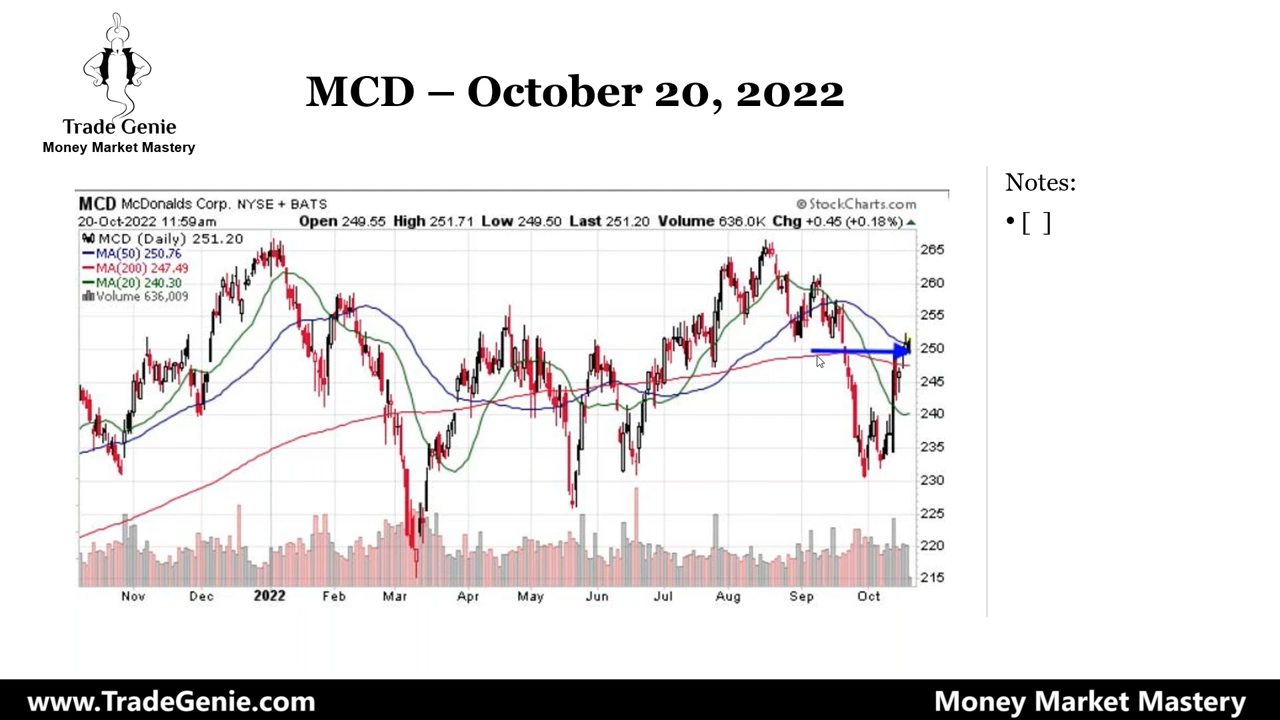 Trade Genie
Money Market Mastery
MCD – October 20, 2022
MCD McDonalds Corp. NYSE + BATS
© StockCharts.com
20-Oct-2022 11:59am
Open 249.55 High 251.71 Low 249.50 Last 251.20 Volume 636.0K Chg +0.45 (+0.18%)
MCD (Daily) 251.20
MA(50) 250.76
MA(200) 247.49
MA(20) 240.30
Volume 636,009
265
260
255
250
245
240
235
230
225
220
215
Nov Dec 2022 Feb Mar Apr May Jun Jul Aug Sep Oct
Notes:
• [ ]
www.TradeGenie.com
Money Market Mastery